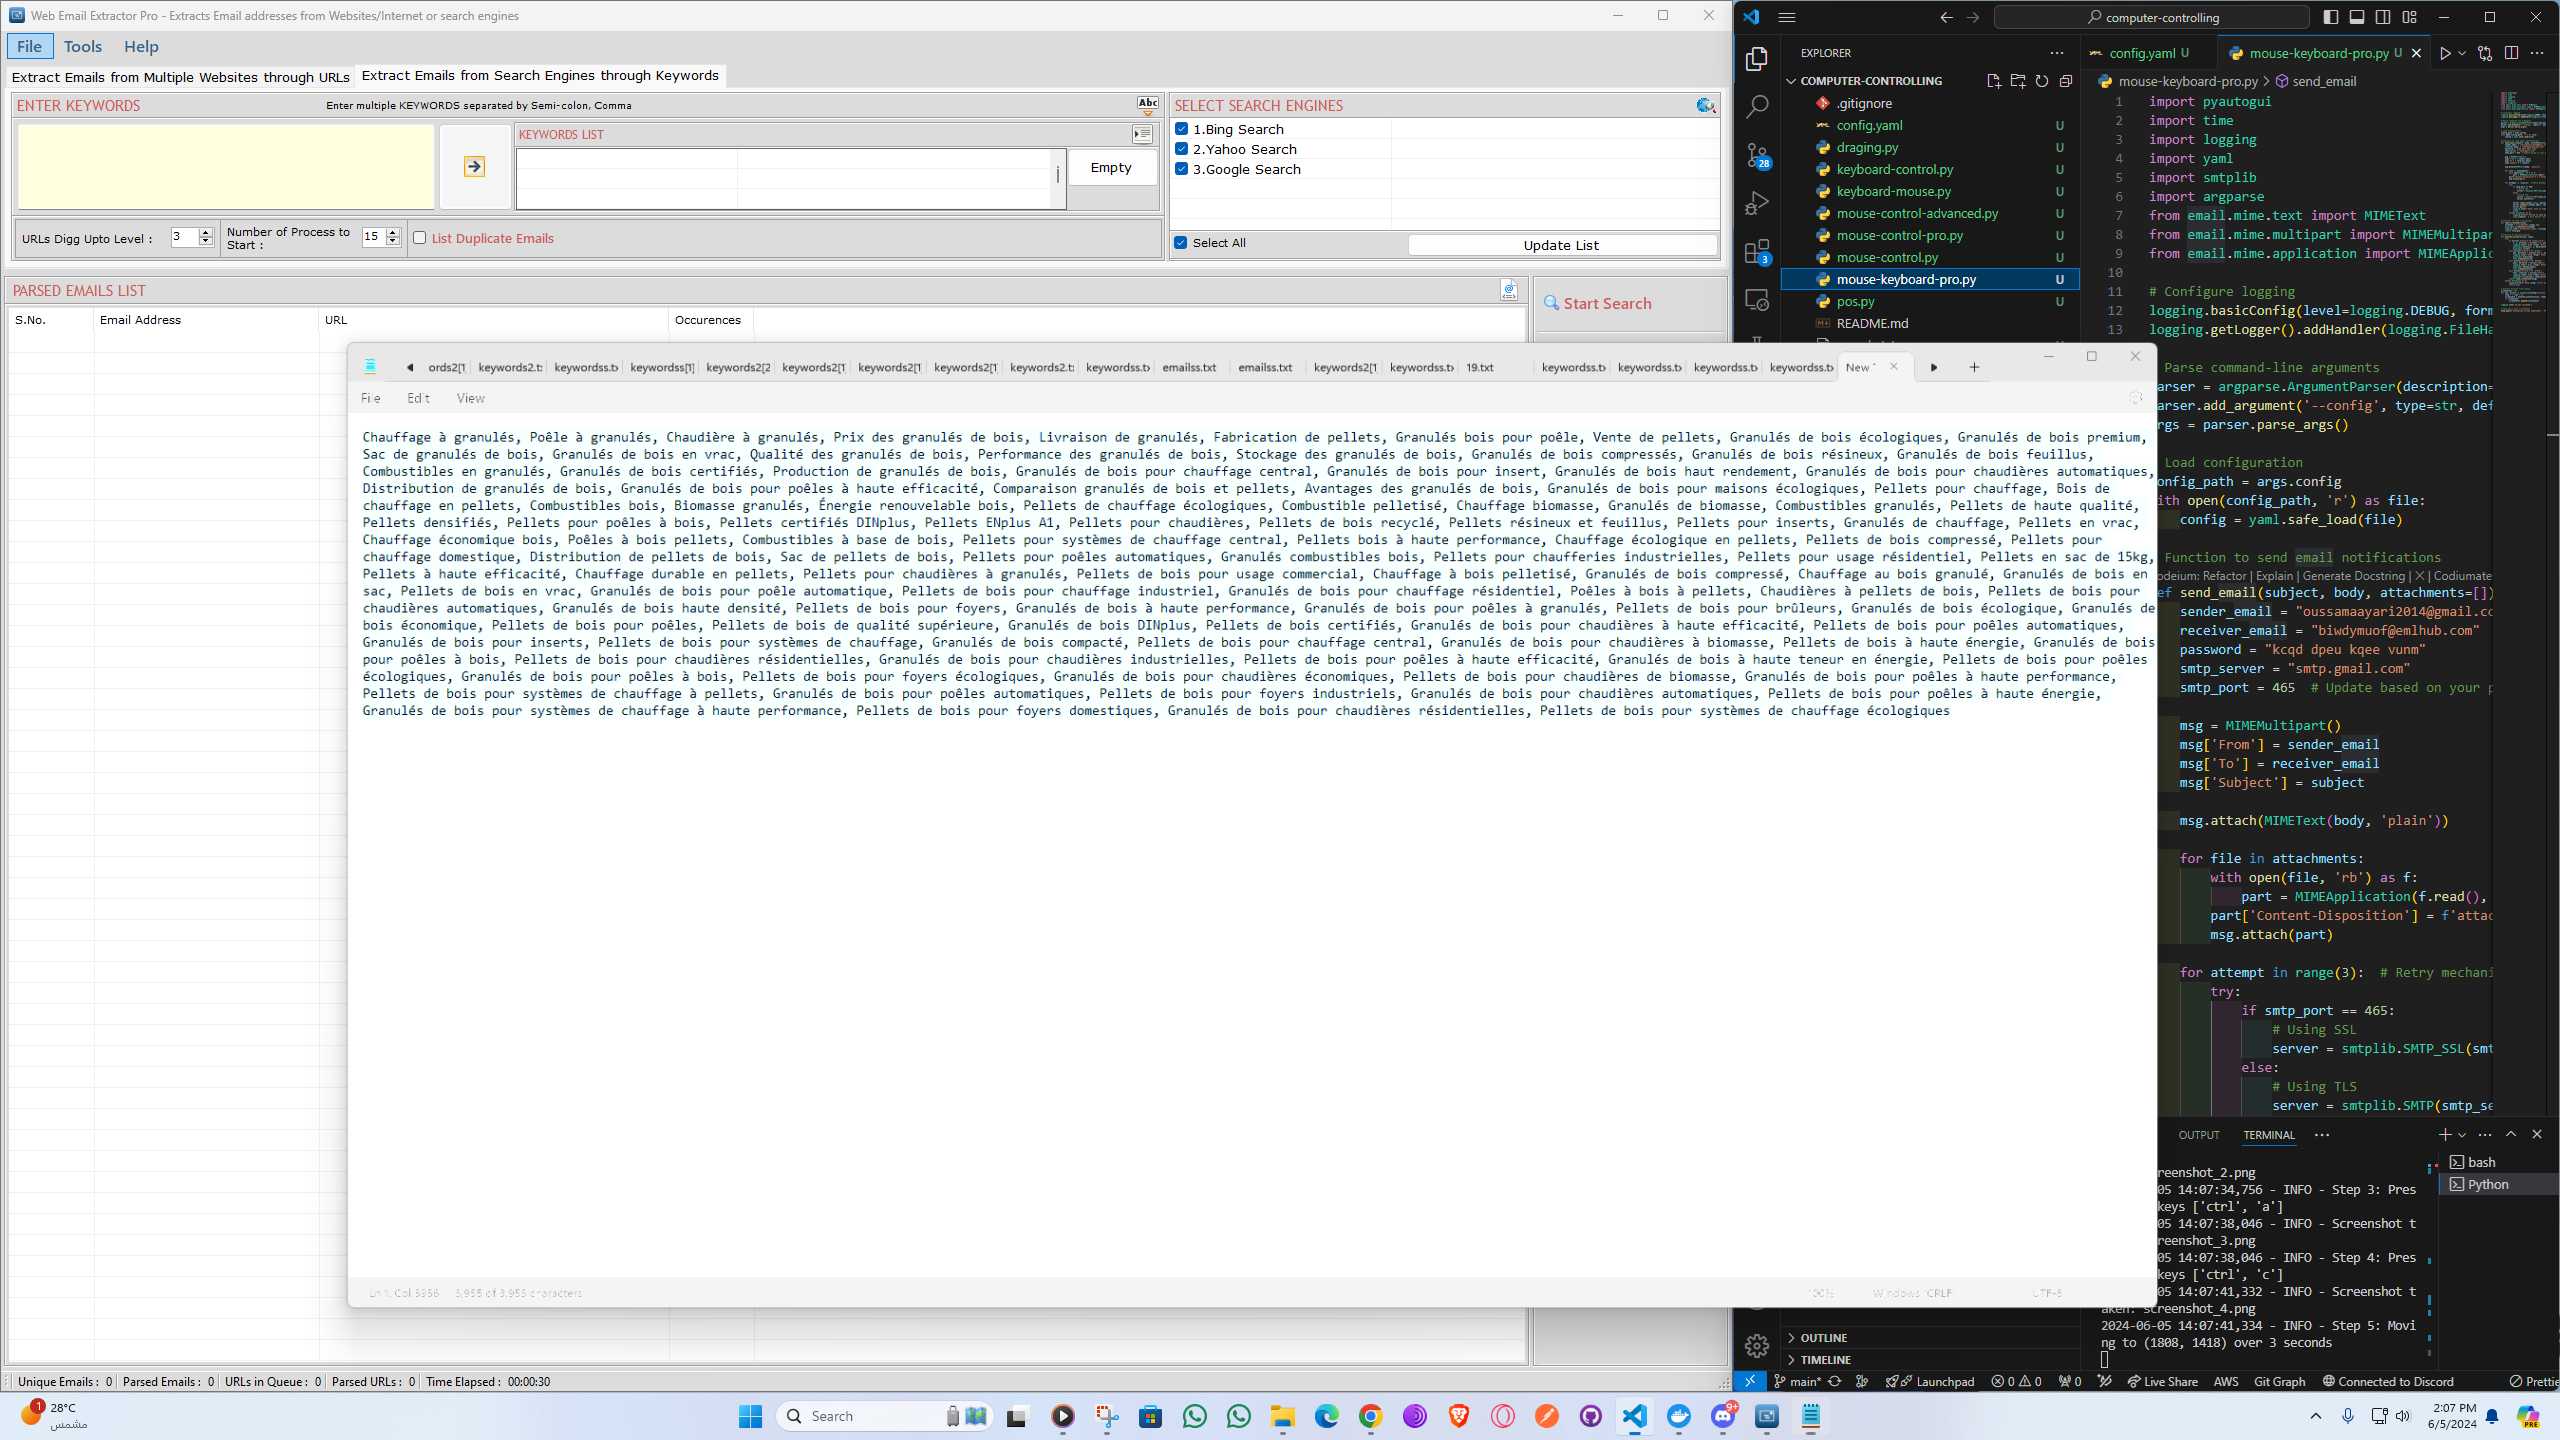 Web Email Extractor Pro - Extracts Email addresses from Websites/Internet or search engines
File Tools Help
Extract Emails from Multiple Websites through URLs
Extract Emails from Search Engines through Keywords
ENTER KEYWORDS
Enter multiple KEYWORDS separated by Semi-colon, Comma
Abc
KEYWORDS LIST
Empty
URLs Digg Upto Level :
3
Number of Process to
Start :
15
List Duplicate Emails
SELECT SEARCH ENGINES
1.Bing Search
2.Yahoo Search
3.Google Search
Select All
Update List
PARSED EMAILS LIST
S.No. Email Address URL Occurences
Start Search
keywords2[1 keywords2[1 keywords2.t keywordss.t emailss.txt emailss.txt keywords2[1 keywordss.t 19.txt keywordss.t keywordss.t keywordss.t keywordss.t New
File Edit View
Chauffage à granulés, Poêle à granulés, Chaudière à granulés, Prix des granulés de bois, Livraison de granulés, Fabrication de pellets, Granulés bois pour poêle, Vente de pellets, Granulés de bois écologiques, Granulés de bois premium,
Sac de granulés de bois, Granulés de bois en vrac, Qualité des granulés de bois, Performance des granulés de bois, Stockage des granulés de bois, Granulés de bois compressés, Granulés de bois résineux, Granulés de bois feuillus,
Combustibles en granulés, Granulés de bois certifiés, Production de granulés de bois, Granulés de bois pour chauffage central, Granulés de bois pour insert, Granulés de bois haut rendement, Granulés de bois pour chaudières automatiques,
Distribution de granulés de bois, Granulés de bois pour poêles à haute efficacité, Comparaison granulés de bois et pellets, Avantages des granulés de bois, Granulés de bois pour maisons écologiques, Pellets pour chauffage, Bois de
chauffage en pellets, Combustibles bois, Biomasse granulés, Énergie renouvelable bois, Pellets de chauffage écologiques, Combustible pelletisé, Chauffage biomasse, Granulés de biomasse, Combustibles granulés, Pellets de haute qualité,
Pellets densifiés, Pellets pour poêles à bois, Pellets certifiés DINplus, Pellets ENplus A1, Pellets pour chaudières, Pellets de bois recyclé, Pellets résineux et feuillus, Pellets pour inserts, Granulés de chauffage, Pellets en vrac,
Chauffage économique bois, Poêles à bois pellets, Combustibles à base de bois, Pellets pour systèmes de chauffage central, Pellets bois à haute performance, Chauffage écologique en pellets, Pellets de bois compressé, Pellets pour
chauffage domestique, Distribution de pellets de bois, Sac de pellets de bois, Pellets pour poêles automatiques, Granulés combustibles bois, Pellets pour chaufferies industrielles, Pellets pour usage résidentiel, Pellets en sac de 15kg,
Pellets à haute efficacité, Chauffage durable en pellets, Pellets pour chaudières à granulés, Pellets de bois pour usage commercial, Chauffage à bois pelletisé, Granulés de bois compressé, Chauffage au bois granulé, Granulés de bois en
sac, Pellets de bois en vrac, Granulés de bois pour poêle automatique, Pellets de bois pour chauffage industriel, Granulés de bois pour chauffage résidentiel, Poêles à bois à pellets, Chaudières à pellets de bois, Pellets de bois pour
chaudières automatiques, Granulés de bois haute densité, Pellets de bois pour foyers, Granulés de bois à haute performance, Granulés de bois pour poêles à granulés, Pellets de bois pour brûleurs, Granulés de bois écologique, Granulés de
bois économique, Pellets de bois pour poêles, Pellets de bois de qualité supérieure, Granulés de bois DINplus, Pellets de bois certifiés, Granulés de bois pour chaudières à haute efficacité, Pellets de bois pour poêles automatiques,
Granulés de bois pour inserts, Pellets de bois pour systèmes de chauffage, Granulés de bois compacté, Pellets de bois pour chauffage central, Granulés de bois pour chaudières à biomasse, Pellets de bois à haute énergie, Granulés de bois
pour poêles à bois, Pellets de bois pour chaudières résidentielles, Granulés de bois pour chaudières industrielles, Pellets de bois pour poêles à haute efficacité, Granulés de bois à haute teneur en énergie, Pellets de bois pour poêles
écologiques, Granulés de bois pour poêles à bois, Pellets de bois pour foyers écologiques, Granulés de bois pour chaudières économiques, Pellets de bois pour chaudières de biomasse, Granulés de bois pour poêles à haute performance,
Pellets de bois pour systèmes de chauffage à pellets, Granulés de bois pour poêles automatiques, Pellets de bois pour foyers industriels, Granulés de bois pour chaudières automatiques, Pellets de bois pour poêles à haute énergie,
Granulés de bois pour systèmes de chauffage à haute performance, Pellets de bois pour foyers domestiques, Granulés de bois pour chaudières résidentielles, Pellets de bois pour systèmes de chauffage écologiques
100% Windows (CRLF) UTF-8
Unique Emails : 0 Parsed Emails : 0 URLs in Queue : 0 Parsed URLs : 0 Time Elapsed : 00:00:30
computer-controlling
EXPLORER
COMPUTER-CONTROLLING
.gitignore
config.yaml U
draging.py U
keyboard-control.py U
keyboard-mouse.py U
mouse-control-advanced.py U
mouse-control-pro.py U
mouse-control.py U
mouse-keyboard-pro.py U
pos.py U
README.md
28
3
OUTLINE
TIMELINE
config.yaml U mouse-keyboard-pro.py U
mouse-keyboard-pro.py > send_email
1 import pyautogui
2 import time
3 import logging
4 import yaml
5 import smtplib
6 import argparse
7 from email.mime.text import MIMEText
8 from email.mime.multipart import MIMEMultipar
9 from email.mime.application import MIMEApplic
10
11 # Configure logging
12 logging.basicConfig(level=logging.DEBUG, form
13 logging.getLogger().addHandler(logging.FileHa
Parse command-line arguments
arser = argparse.ArgumentParser(description=
arser.add_argument('--config', type=str, def
rgs = parser.parse_args()
Load configuration
onfig_path = args.config
ith open(config_path, 'r') as file:
config = yaml.safe_load(file)
Function to send email notifications
odeium: Refactor | Explain | Generate Docstring | X | Codiumate
ef send_email(subject, body, attachments=[])
sender_email = "oussamaayari2014@gmail.co
receiver_email = "biwdymuof@emlhub.com"
password = "kcqd dpeu kqee vunm"
smtp_server = "smtp.gmail.com"
smtp_port = 465 # Update based on your p
msg = MIMEMultipart()
msg['From'] = sender_email
msg['To'] = receiver_email
msg['Subject'] = subject
msg.attach(MIMEText(body, 'plain'))
for file in attachments:
with open(file, 'rb') as f:
part = MIMEApplication(f.read(),
part['Content-Disposition'] = f'attac
msg.attach(part)
for attempt in range(3): # Retry mechani
try:
if smtp_port == 465:
# Using SSL
server = smtplib.SMTP_SSL(smt
else:
# Using TLS
server = smtplib.SMTP(smtp_se
OUTPUT TERMINAL
bash
Python
reenshot_2.png
05 14:07:34,756 - INFO - Step 3: Pres
keys ['ctrl', 'a']
05 14:07:38,046 - INFO - Screenshot t
reenshot_3.png
05 14:07:38,046 - INFO - Step 4: Pres
keys ['ctrl', 'c']
05 14:07:41,332 - INFO - Screenshot t
aken: screenshot_4.png
2024-06-05 14:07:41,334 - INFO - Step 5: Movi
ng to (1808, 1418) over 3 seconds
main* Launchpad 0 0 0 Live Share AWS Git Graph Connected to Discord Prettie
1
28°C
مشمس
Search
9+
2:07 PM
6/5/2024
PRE